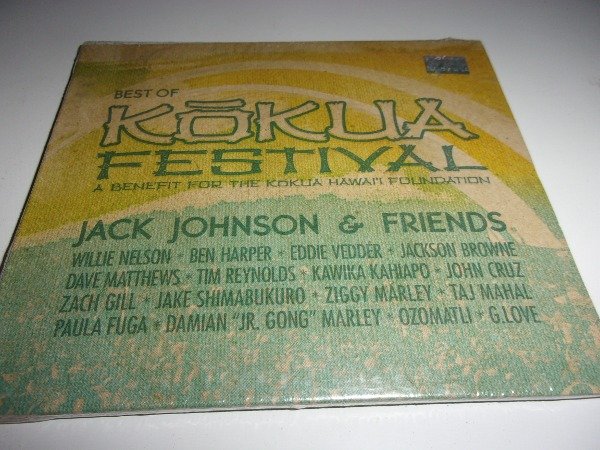 BEST OF
KŌKUA
FESTIVAL
A BENEFIT FOR THE KŌKUA HAWAI'I FOUNDATION
JACK JOHNSON & FRIENDS
WILLIE NELSON • BEN HARPER • EDDIE VEDDER • JACKSON BROWNE
DAVE MATTHEWS • TIM REYNOLDS • KAWIKA KAHIAPO • JOHN CRUZ
ZACH GILL • JAKE SHIMABUKURO • ZIGGY MARLEY • TAJ MAHAL
PAULA FUGA • DAMIAN "JR. GONG" MARLEY • OZOMATLI • G.LOVE